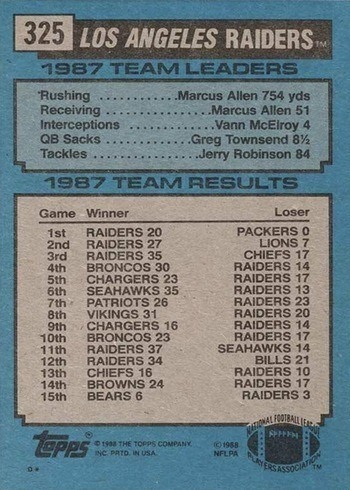 325 LOS ANGELES RAIDERS™
1987 TEAM LEADERS
Rushing ............Marcus Allen 754 yds
Receiving ................Marcus Allen 51
Interceptions .............Vann McElroy 4
QB Sacks ..............Greg Townsend 8½
Tackles ................Jerry Robinson 84
1987 TEAM RESULTS
Game Winner Loser
1st RAIDERS 20 PACKERS 0
2nd RAIDERS 27 LIONS 7
3rd RAIDERS 35 CHIEFS 17
4th BRONCOS 30 RAIDERS 14
5th CHARGERS 23 RAIDERS 17
6th SEAHAWKS 35 RAIDERS 13
7th PATRIOTS 26 RAIDERS 23
8th VIKINGS 31 RAIDERS 20
9th CHARGERS 16 RAIDERS 14
10th BRONCOS 23 RAIDERS 17
11th RAIDERS 37 SEAHAWKS 14
12th RAIDERS 34 BILLS 21
13th CHIEFS 16 RAIDERS 10
14th BROWNS 24 RAIDERS 17
15th BEARS 6 RAIDERS 3
topps® © 1988 THE TOPPS COMPANY,
INC. PRTD. IN USA.
© 1988
NFLPA
NATIONAL FOOTBALL LEAGUE
PLAYERS ASSOCIATION
D*